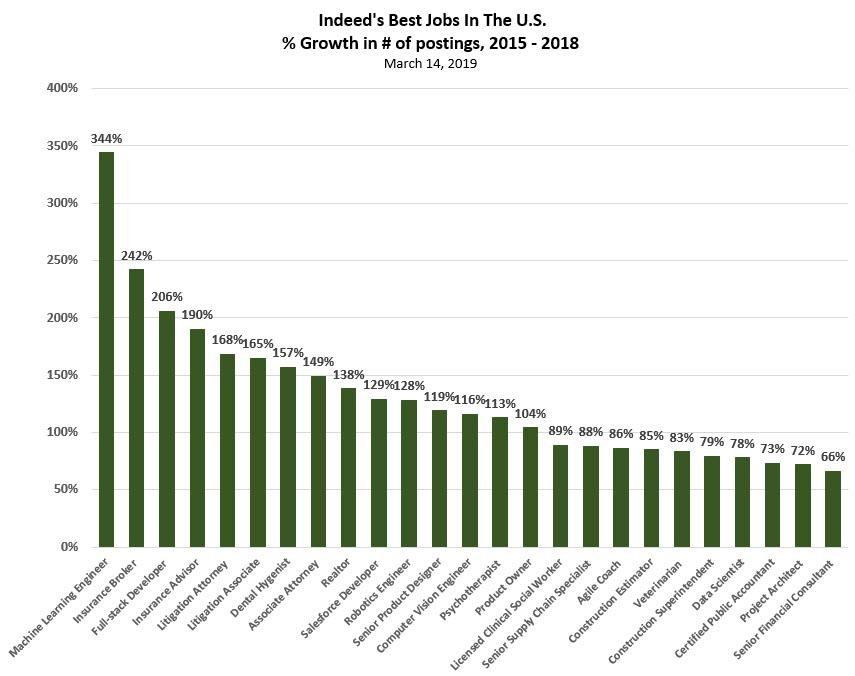 Indeed's Best Jobs In The U.S.
% Growth in # of postings, 2015 - 2018
March 14, 2019
400%
350%
300%
250%
200%
150%
100%
50%
0%
344%
242%
206%
190%
168%
165%
157%
149%
138%
129%
128%
119%
116%
113%
104%
89%
88%
86%
85%
83%
79%
78%
73%
72%
66%
Machine Learning Engineer
Insurance Broker
Full-stack Developer
Insurance Advisor
Litigation Attorney
Litigation Associate
Dental Hygenist
Associate Attorney
Realtor
Salesforce Developer
Robotics Engineer
Senior Product Designer
Computer Vision Engineer
Psychotherapist
Product Owner
Licensed Clinical Social Worker
Senior Supply Chain Specialist
Agile Coach
Construction Estimator
Veterinarian
Construction Superintendent
Data Scientist
Certified Public Accountant
Project Architect
Senior Financial Consultant